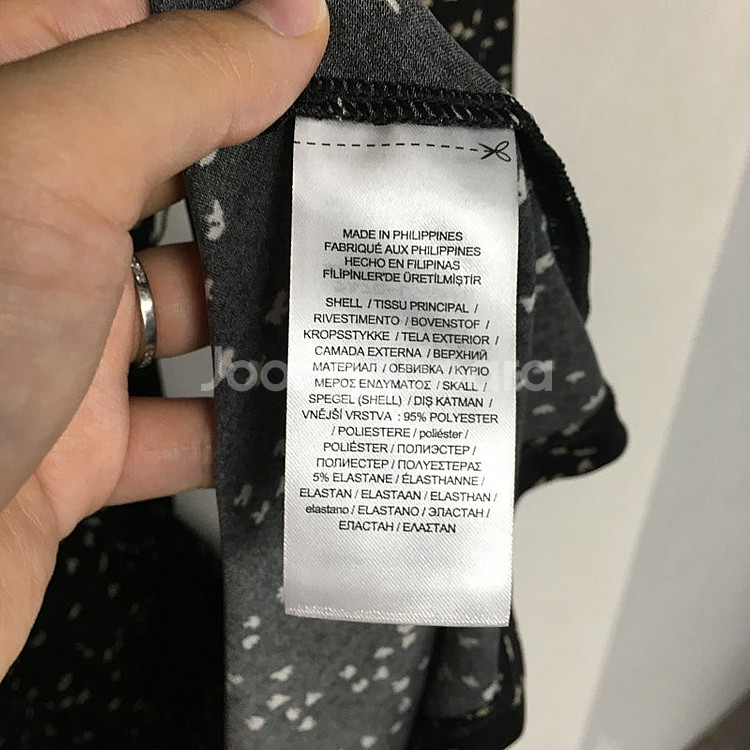 MADE IN PHILIPPINES
FABRIQUÉ AUX PHILIPPINES
HECHO EN FILIPINAS
FİLİPİNLER'DE ÜRETİLMİŞTİR
SHELL / TISSU PRINCIPAL /
RIVESTIMENTO / BOVENSTOF /
KROPSSTYKKE / TELA EXTERIOR /
CAMADA EXTERNA / ВЕРХНИЙ
МАТЕРИАЛ / ОБВИВКА / ΚΥΡΙΟ
ΜΕΡΟΣ ΕΝΔΥΜΑΤΟΣ / SKALL /
SPEGEL (SHELL) / DIŞ KATMAN /
VNĚJŠÍ VRSTVA : 95% POLYESTER
/ POLIESTERE / poliéster /
POLIÉSTER / ПОЛИЭСТЕР /
ПОЛИЕСТЕР / ΠΟΛΥΕΣΤΕΡΑΣ
5% ELASTANE / ÉLASTHANNE /
ELASTAN / ELASTAAN / ELASTHAN /
elastano / ELASTANO / ЭЛАСТАН /
ЕЛАСТАН / ΕΛΑΣΤΑΝ